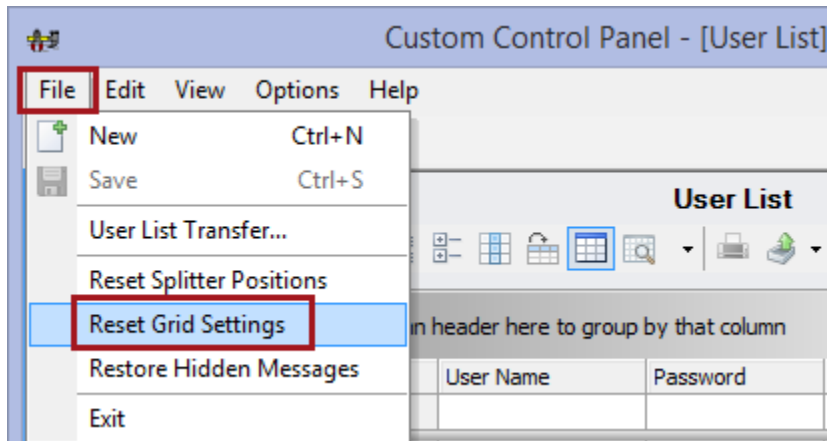 Custom Control Panel - [User List]
File Edit View Options Help
New Ctrl+N
Save Ctrl+S
User List
User List Transfer...
Reset Splitter Positions
Reset Grid Settings
header here to group by that column
Restore Hidden Messages
User Name Password
Exit